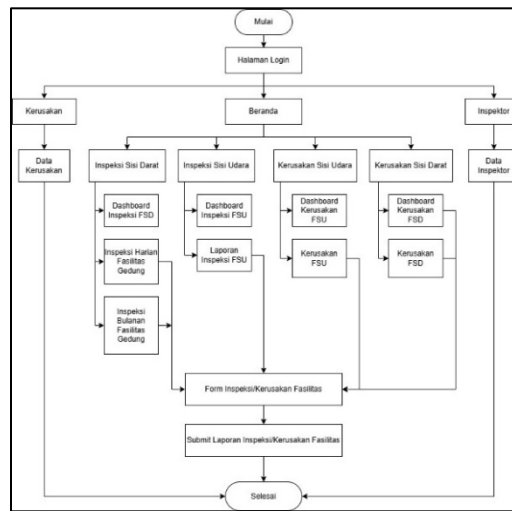 Mulai
Halaman Login
Kerusakan
Beranda
Inspektor
Data
Kerusakan
Inspeksi Sisi Darat
Inspeksi Sisi Udara
Kerusakan Sisi Udara
Kerusakan Sisi Darat
Data
Inspektor
Dashboard
Inspeksi FSD
Dashboard
Inspeksi FSU
Dashboard
Kerusakan
FSU
Dashboard
Kerusakan
FSD
Inspeksi Harian
Fasilitas
Gedung
Laporan
Inspeksi FSU
Kerusakan
FSU
Kerusakan
FSD
Inspeksi
Bulanan
Fasilitas
Gedung
Form Inspeksi/Kerusakan Fasilitas
Submit Laporan Inspeksi/Kerusakan Fasilitas
Selesai